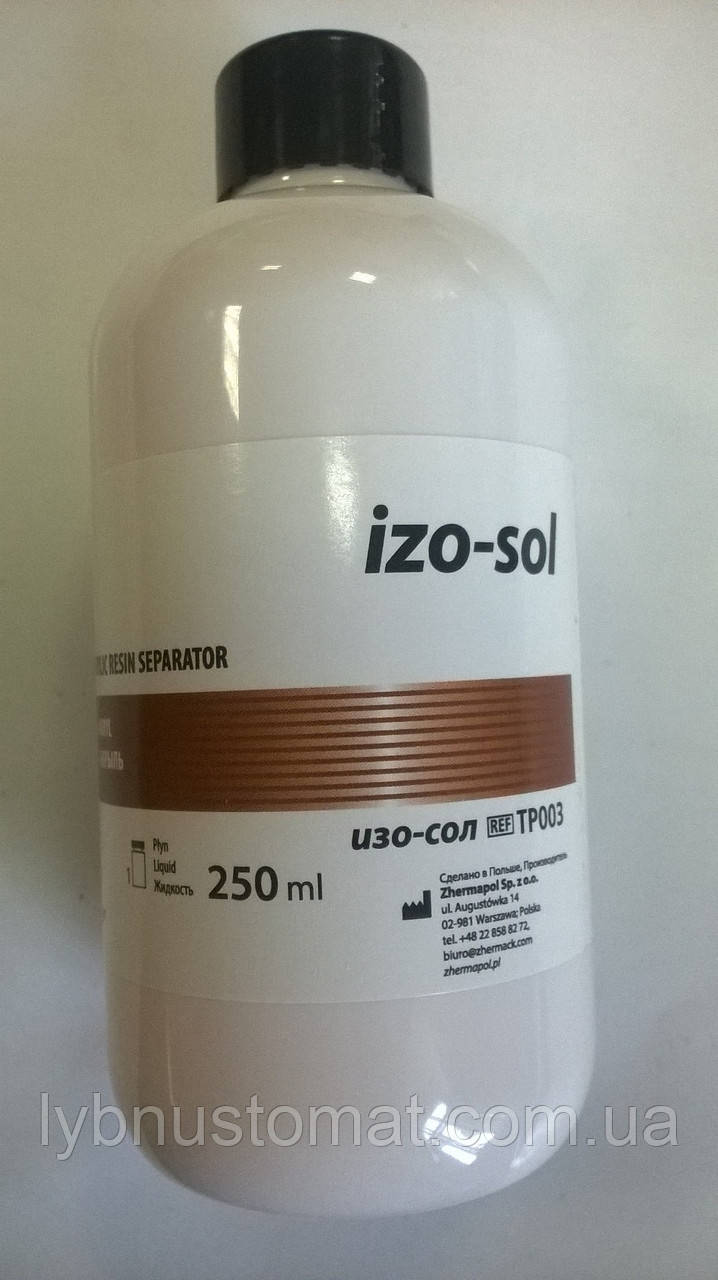 izo-sol
RESIN SEPARATOR
изо-сол REF TP003
1 Płyn
Liquid
Жидкость
250 ml
Сделано в Польше, Производитель
Zhermapol Sp. z o.o.
ul. Augustówka 14
02-981 Warszawa; Polska
tel. +48 22 858 82 72,
biuro@zhermack.com
zhermapol.pl
lybnustomat.com.ua